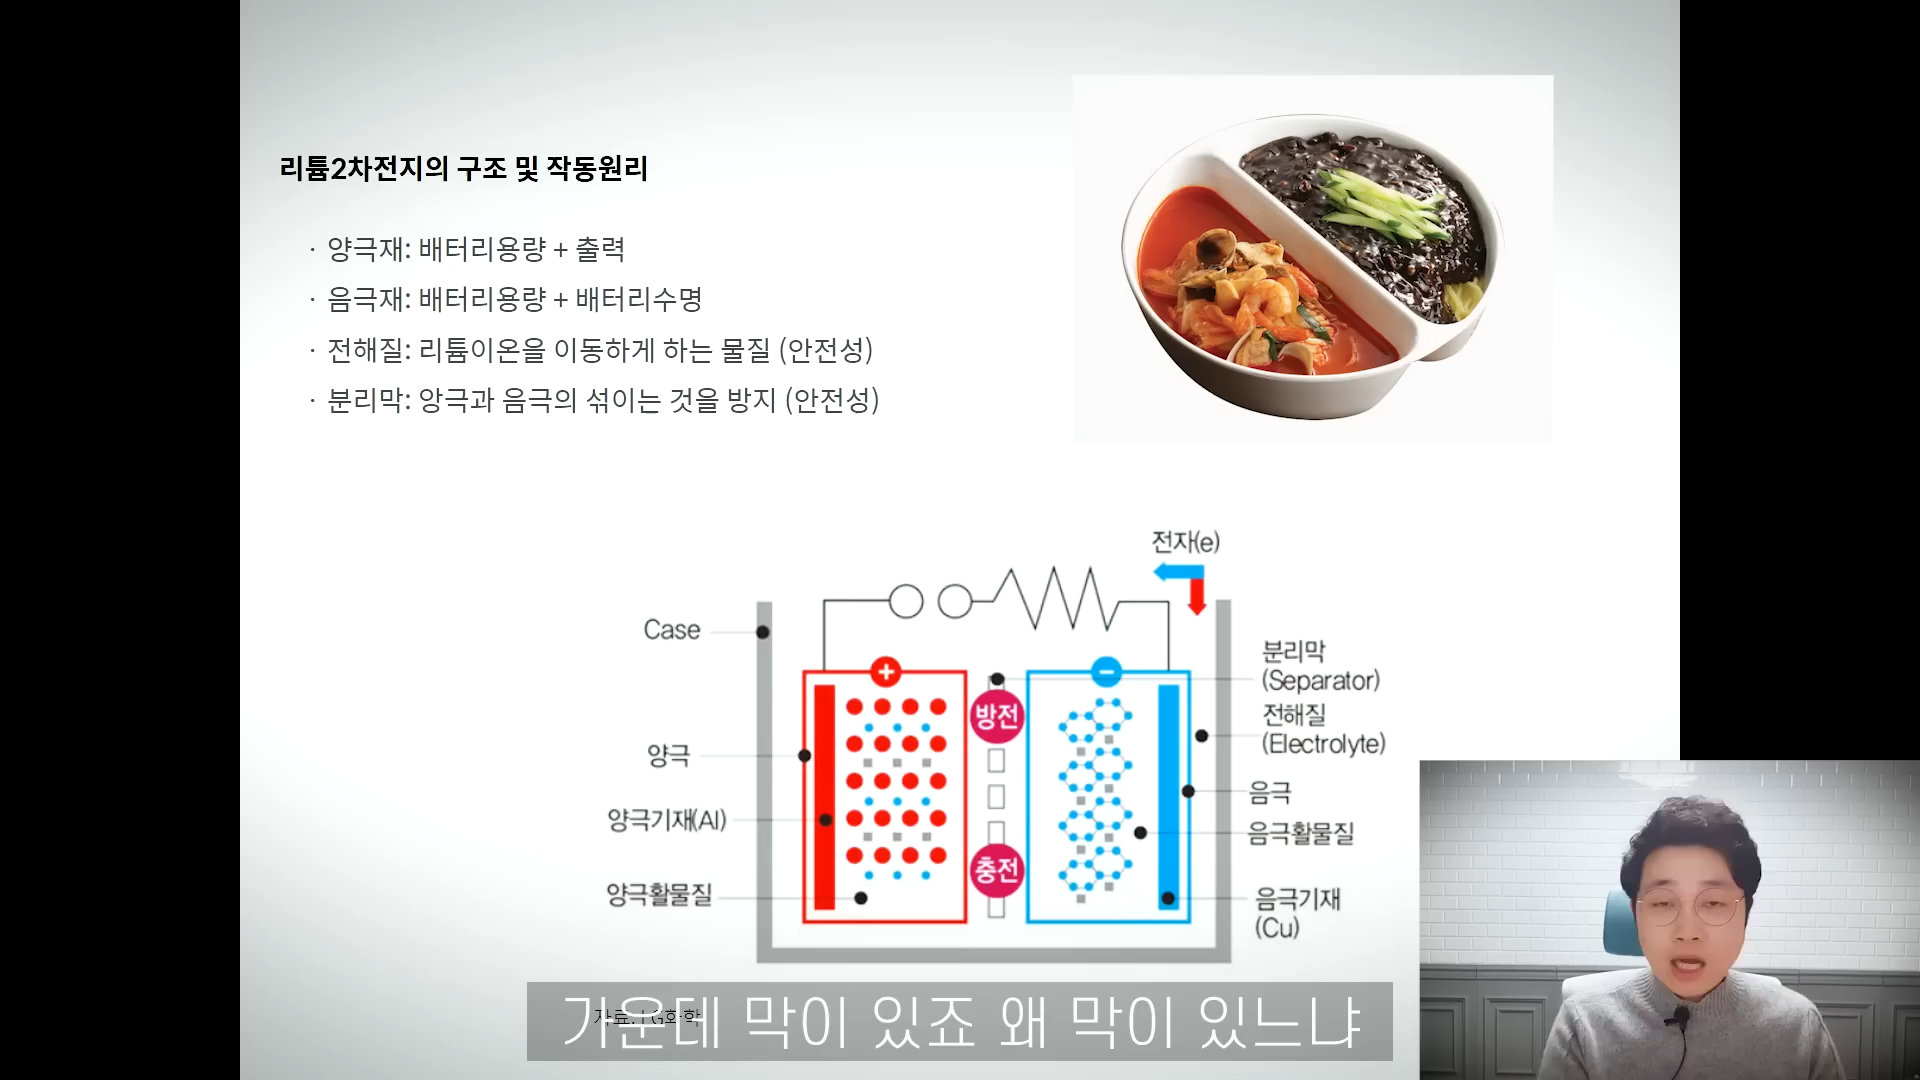 리튬2차전지의 구조 및 작동원리
· 양극재: 배터리용량 + 출력
· 음극재: 배터리용량 + 배터리수명
· 전해질: 리튬이온을 이동하게 하는 물질 (안전성)
· 분리막: 양극과 음극의 섞이는 것을 방지 (안전성)
전자(e)
Case
분리막
(Separator)
+
−
방전
전해질
(Electrolyte)
양극
음극
양극기재(Al)
음극활물질
충전
양극활물질
음극기재
(Cu)
가운데 막이 있죠 왜 막이 있느냐